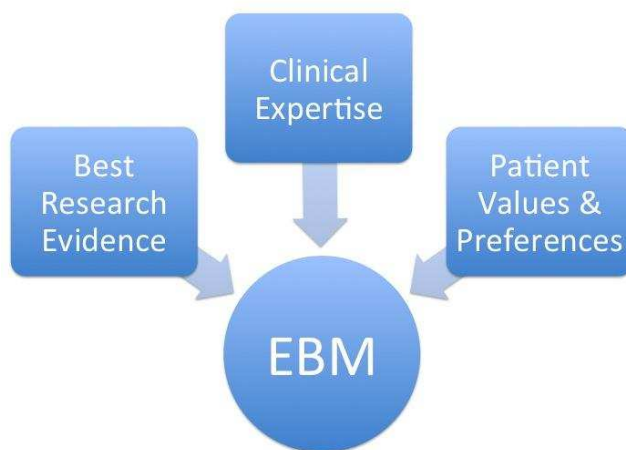 Clinical
Expertise
Best
Research
Evidence
Patient
Values &
Preferences
EBM